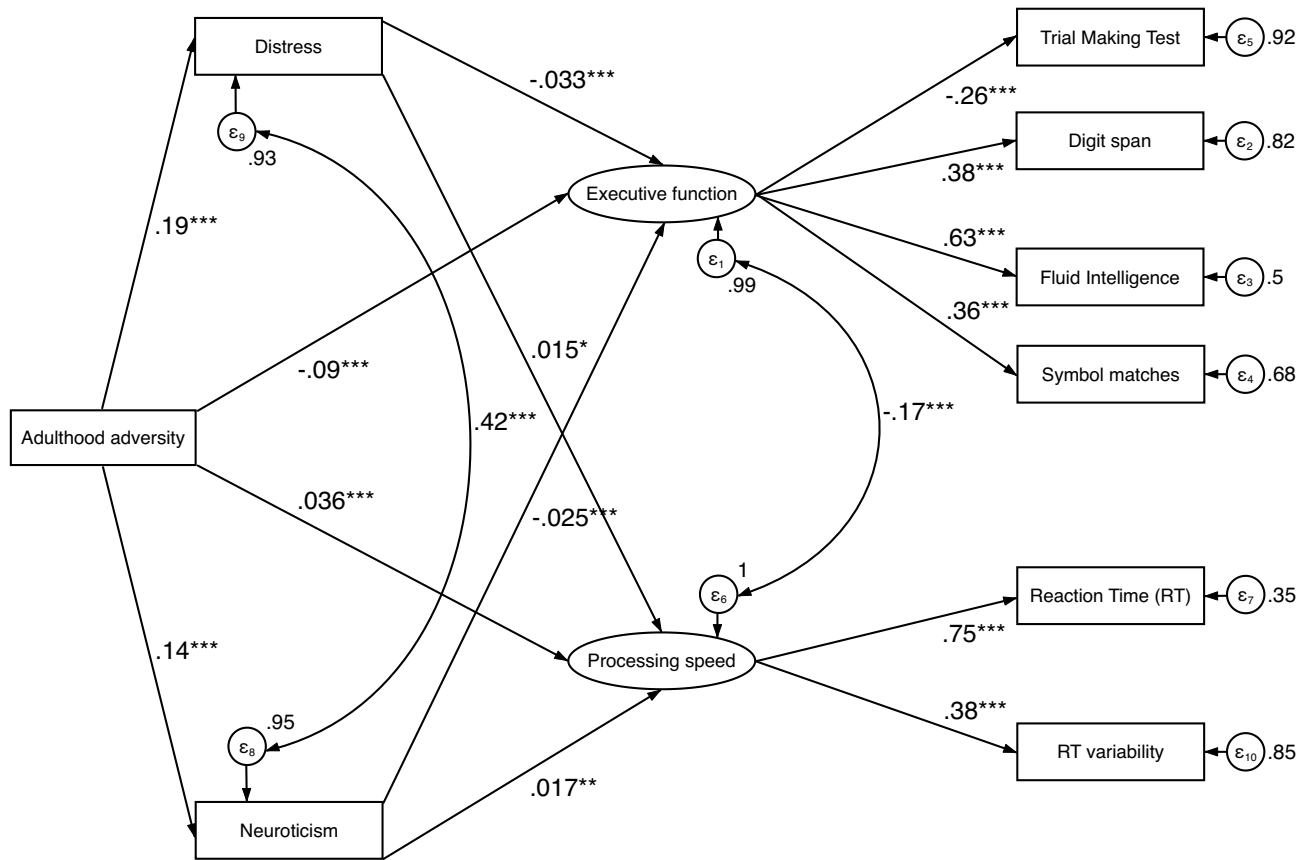 Distress
Trial Making Test
ε5 .92
-.033***
-.26***
ε9
.93
Digit span
ε2 .82
.38***
Executive function
.19***
.63***
ε1
.99
Fluid Intelligence
ε3 .5
.36***
.015*
-.09***
Symbol matches
ε4 .68
-.17***
.42***
Adulthood adversity
.036***
-.025***
1
ε6
Reaction Time (RT)
ε7 .35
.75***
.14***
Processing speed
.38***
.95
ε8
RT variability
ε10 .85
.017**
Neuroticism